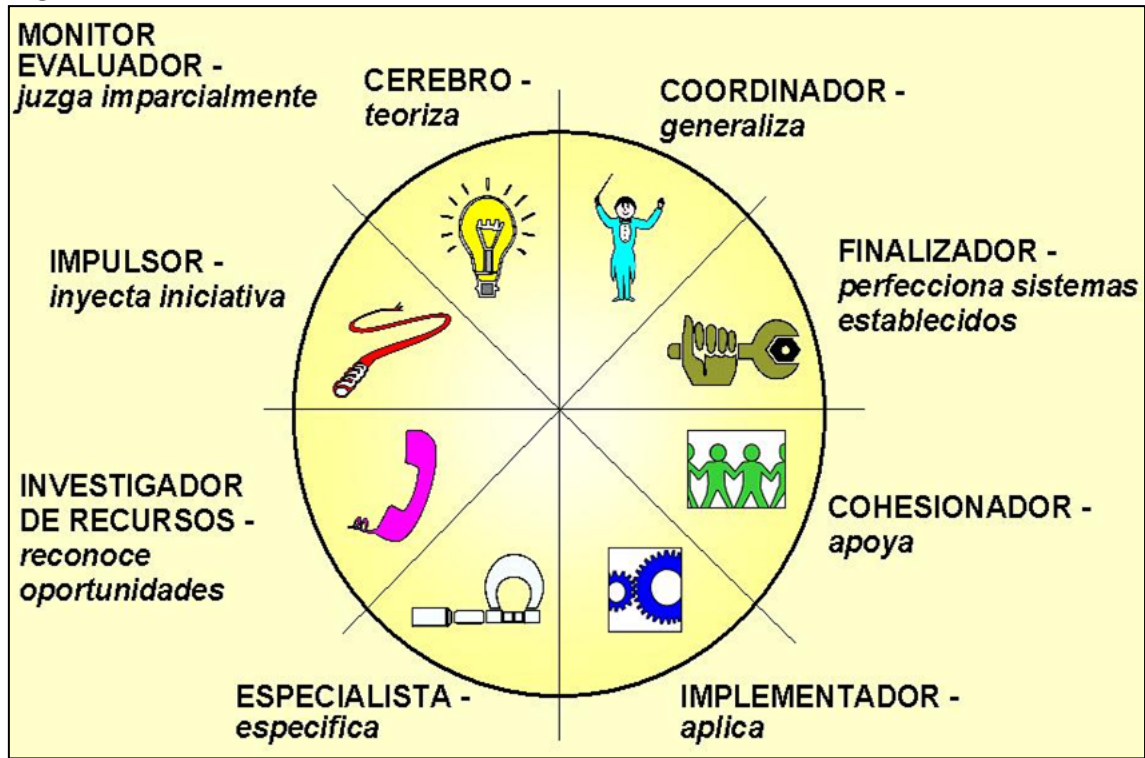 MONITOR
EVALUADOR -
juzga imparcialmente
CEREBRO -
teoriza
COORDINADOR -
generaliza
IMPULSOR -
inyecta iniciativa
FINALIZADOR -
perfecciona sistemas
establecidos
INVESTIGADOR
DE RECURSOS -
reconoce
oportunidades
COHESIONADOR -
apoya
ESPECIALISTA -
especifica
IMPLEMENTADOR -
aplica